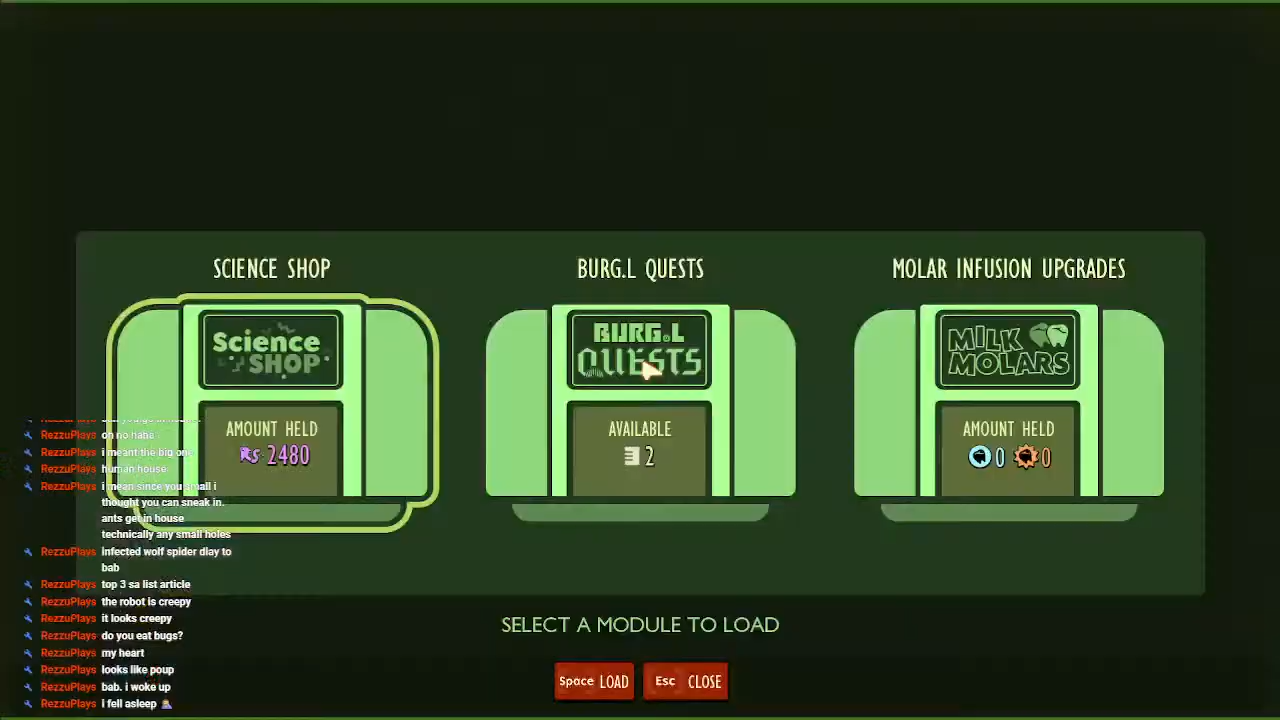 SCIENCE SHOP
BURG.L QUESTS
MOLAR INFUSION UPGRADES
Science
SHOP
BURG.L
QUESTS
MILK
MOLARS
AMOUNT HELD
2480
AVAILABLE
2
AMOUNT HELD
0 0
RezzuPlays
RezzuPlays oh no haha
RezzuPlays i meant the big one
RezzuPlays human house
RezzuPlays i mean since you small i
thought you can sneak in.
ants get in house
technically any small holes
RezzuPlays infected wolf spider dlay to
bab
RezzuPlays top 3 sa list article
RezzuPlays the robot is creepy
RezzuPlays it looks creepy
RezzuPlays do you eat bugs?
RezzuPlays my heart
RezzuPlays looks like poup
RezzuPlays bab. i woke up
RezzuPlays i fell asleep
SELECT A MODULE TO LOAD
Space LOAD Esc CLOSE